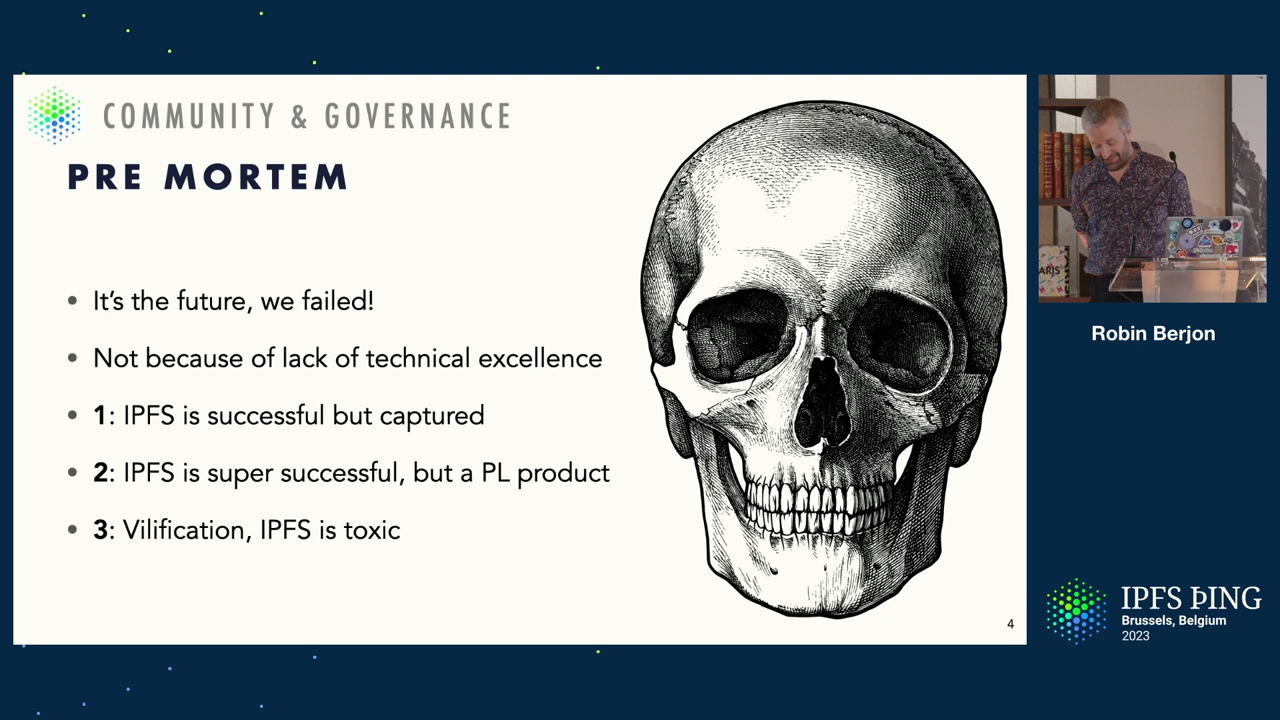 COMMUNITY & GOVERNANCE
PRE MORTEM
• It’s the future, we failed!
• Not because of lack of technical excellence
• 1: IPFS is successful but captured
• 2: IPFS is super successful, but a PL product
• 3: Vilification, IPFS is toxic
4
ARIS
Robin Berjon
IPFS ÞING
Brussels, Belgium
2023